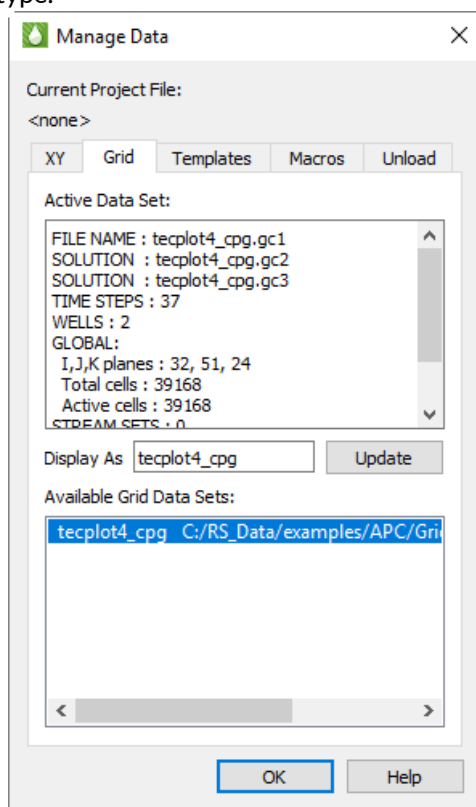 type.
Manage Data
Current Project File:
<none>
XY Grid Templates Macros Unload
Active Data Set:
FILE NAME : tecplot4_cpg.gc1
SOLUTION : tecplot4_cpg.gc2
SOLUTION : tecplot4_cpg.gc3
TIME STEPS : 37
WELLS : 2
GLOBAL:
I,J,K planes : 32, 51, 24
Total cells : 39168
Active cells : 39168
STREAM SETS : 0
Display As tecplot4_cpg Update
Available Grid Data Sets:
tecplot4_cpg C:/RS_Data/examples/APC/Gri
OK Help